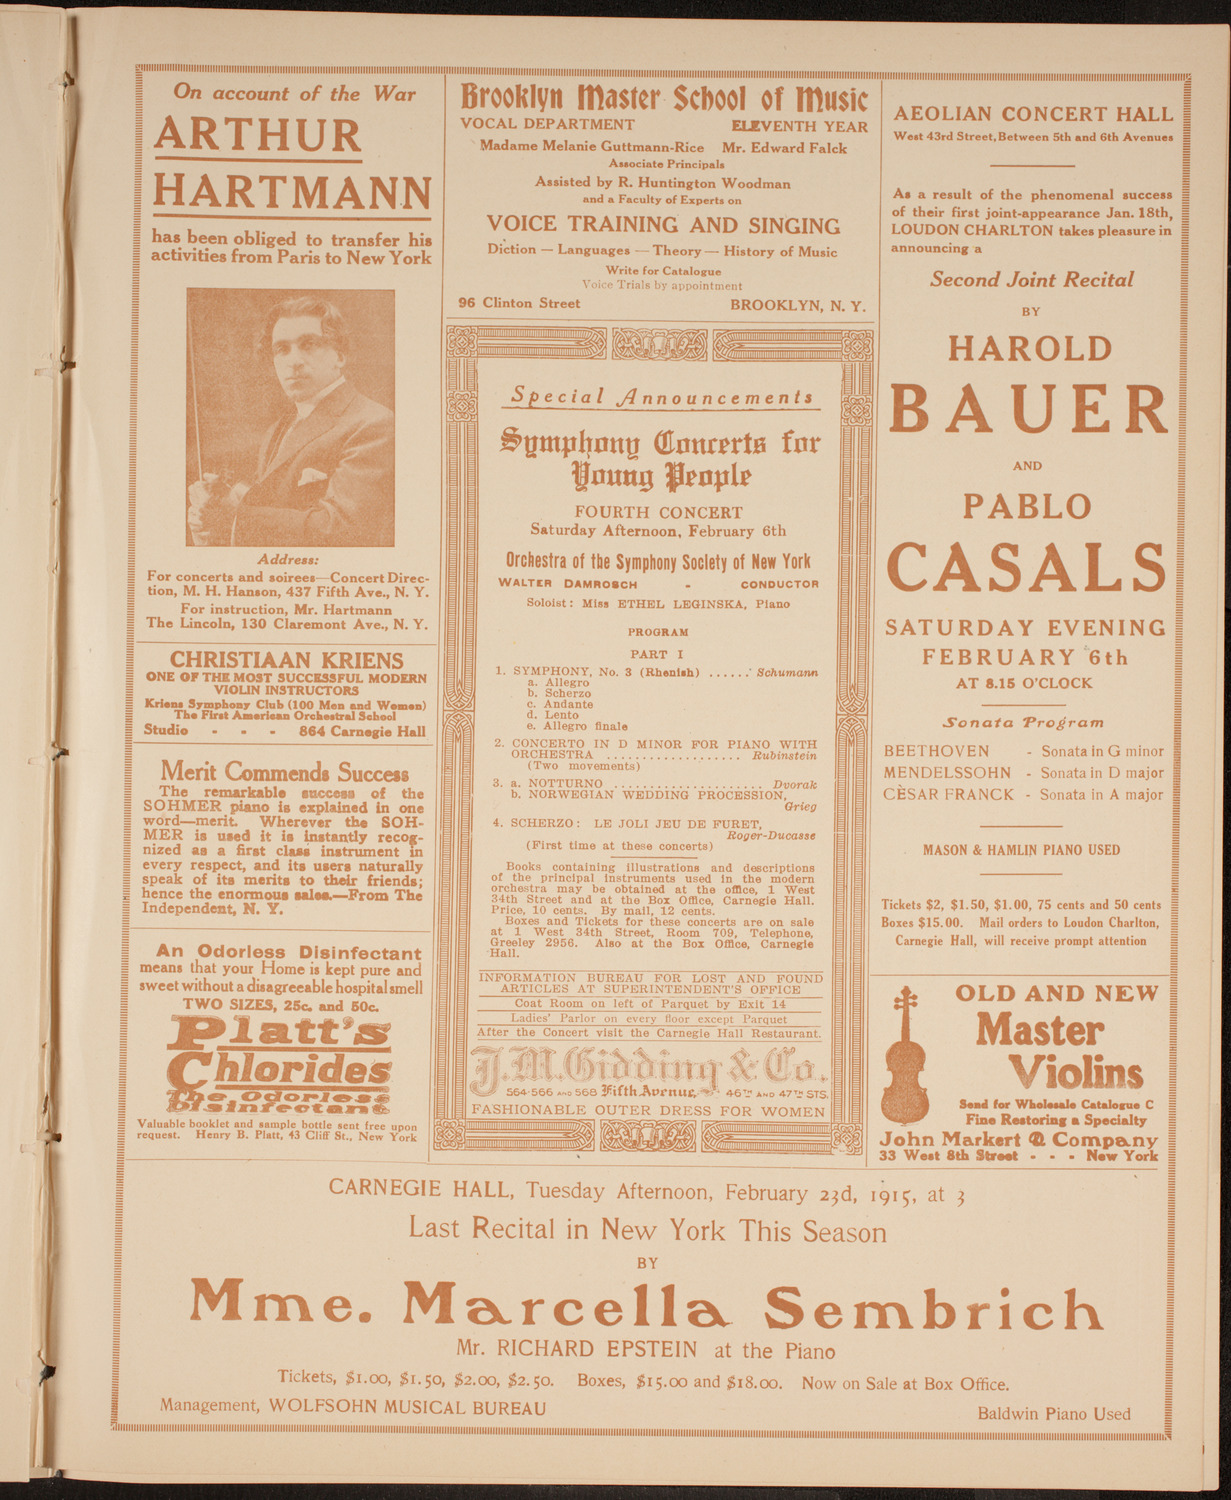 On account of the War
ARTHUR
HARTMANN
has been obliged to transfer his
activities from Paris to New York
Address:
For concerts and soirees—Concert Direc-
tion, M. H. Hanson, 437 Fifth Ave., N. Y.
For instruction, Mr. Hartmann
The Lincoln, 130 Claremont Ave., N. Y.
CHRISTIAAN KRIENS
ONE OF THE MOST SUCCESSFUL MODERN
VIOLIN INSTRUCTORS
Kriens Symphony Club (100 Men and Women)
The First American Orchestral School
Studio - - - 864 Carnegie Hall
Merit Commends Success
The remarkable success of the
SOHMER piano is explained in one
word—merit. Wherever the SOH-
MER is used it is instantly recog-
nized as a first class instrument in
every respect, and its users naturally
speak of its merits to their friends;
hence the enormous sales.—From The
Independent, N. Y.
An Odorless Disinfectant
means that your Home is kept pure and
sweet without a disagreeable hospital smell
TWO SIZES, 25c. and 50c.
Platt's
Chlorides
The Odorless
Disinfectant
Valuable booklet and sample bottle sent free upon
request. Henry B. Platt, 43 Cliff St., New York
Brooklyn Master School of Music
VOCAL DEPARTMENT ELEVENTH YEAR
Madame Melanie Guttmann-Rice Mr. Edward Falck
Associate Principals
Assisted by R. Huntington Woodman
and a Faculty of Experts on
VOICE TRAINING AND SINGING
Diction — Languages — Theory — History of Music
Write for Catalogue
Voice Trials by appointment
96 Clinton Street BROOKLYN, N. Y.
Special Announcements
Symphony Concerts for
Young People
FOURTH CONCERT
Saturday Afternoon, February 6th
Orchestra of the Symphony Society of New York
WALTER DAMROSCH - CONDUCTOR
Soloist: Miss ETHEL LEGINSKA, Piano
PROGRAM
PART I
1. SYMPHONY, No. 3 (Rhenish) ...... Schumann
a. Allegro
b. Scherzo
c. Andante
d. Lento
e. Allegro finale
2. CONCERTO IN D MINOR FOR PIANO WITH
ORCHESTRA ................... Rubinstein
(Two movements)
3. a. NOTTURNO ..................... Dvorak
b. NORWEGIAN WEDDING PROCESSION,
Grieg
4. SCHERZO: LE JOLI JEU DE FURET,
Roger-Ducasse
(First time at these concerts)
Books containing illustrations and descriptions
of the principal instruments used in the modern
orchestra may be obtained at the office, 1 West
34th Street and at the Box Office, Carnegie Hall.
Price, 10 cents. By mail, 12 cents.
Boxes and Tickets for these concerts are on sale
at 1 West 34th Street, Room 709, Telephone,
Greeley 2956. Also at the Box Office, Carnegie
Hall.
INFORMATION BUREAU FOR LOST AND FOUND
ARTICLES AT SUPERINTENDENT'S OFFICE
Coat Room on left of Parquet by Exit 14
Ladies' Parlor on every floor except Parquet
After the Concert visit the Carnegie Hall Restaurant.
J. M. Gidding & Co.
564-566 AND 568 Fifth Avenue, 46TH AND 47TH STS.
FASHIONABLE OUTER DRESS FOR WOMEN
AEOLIAN CONCERT HALL
West 43rd Street, Between 5th and 6th Avenues
As a result of the phenomenal success
of their first joint-appearance Jan. 18th,
LOUDON CHARLTON takes pleasure in
announcing a
Second Joint Recital
BY
HAROLD
BAUER
AND
PABLO
CASALS
SATURDAY EVENING
FEBRUARY 6th
AT 8.15 O'CLOCK
Sonata Program
BEETHOVEN - Sonata in G minor
MENDELSSOHN - Sonata in D major
CÈSAR FRANCK - Sonata in A major
MASON & HAMLIN PIANO USED
Tickets $2, $1.50, $1.00, 75 cents and 50 cents
Boxes $15.00. Mail orders to Loudon Charlton,
Carnegie Hall, will receive prompt attention
OLD AND NEW
Master
Violins
Send for Wholesale Catalogue C
Fine Restoring a Specialty
John Markert & Company
33 West 8th Street - - - New York
CARNEGIE HALL, Tuesday Afternoon, February 23d, 1915, at 3
Last Recital in New York This Season
BY
Mme. Marcella Sembrich
Mr. RICHARD EPSTEIN at the Piano
Tickets, $1.00, $1.50, $2.00, $2.50. Boxes, $15.00 and $18.00. Now on Sale at Box Office.
Management, WOLFSOHN MUSICAL BUREAU
Baldwin Piano Used